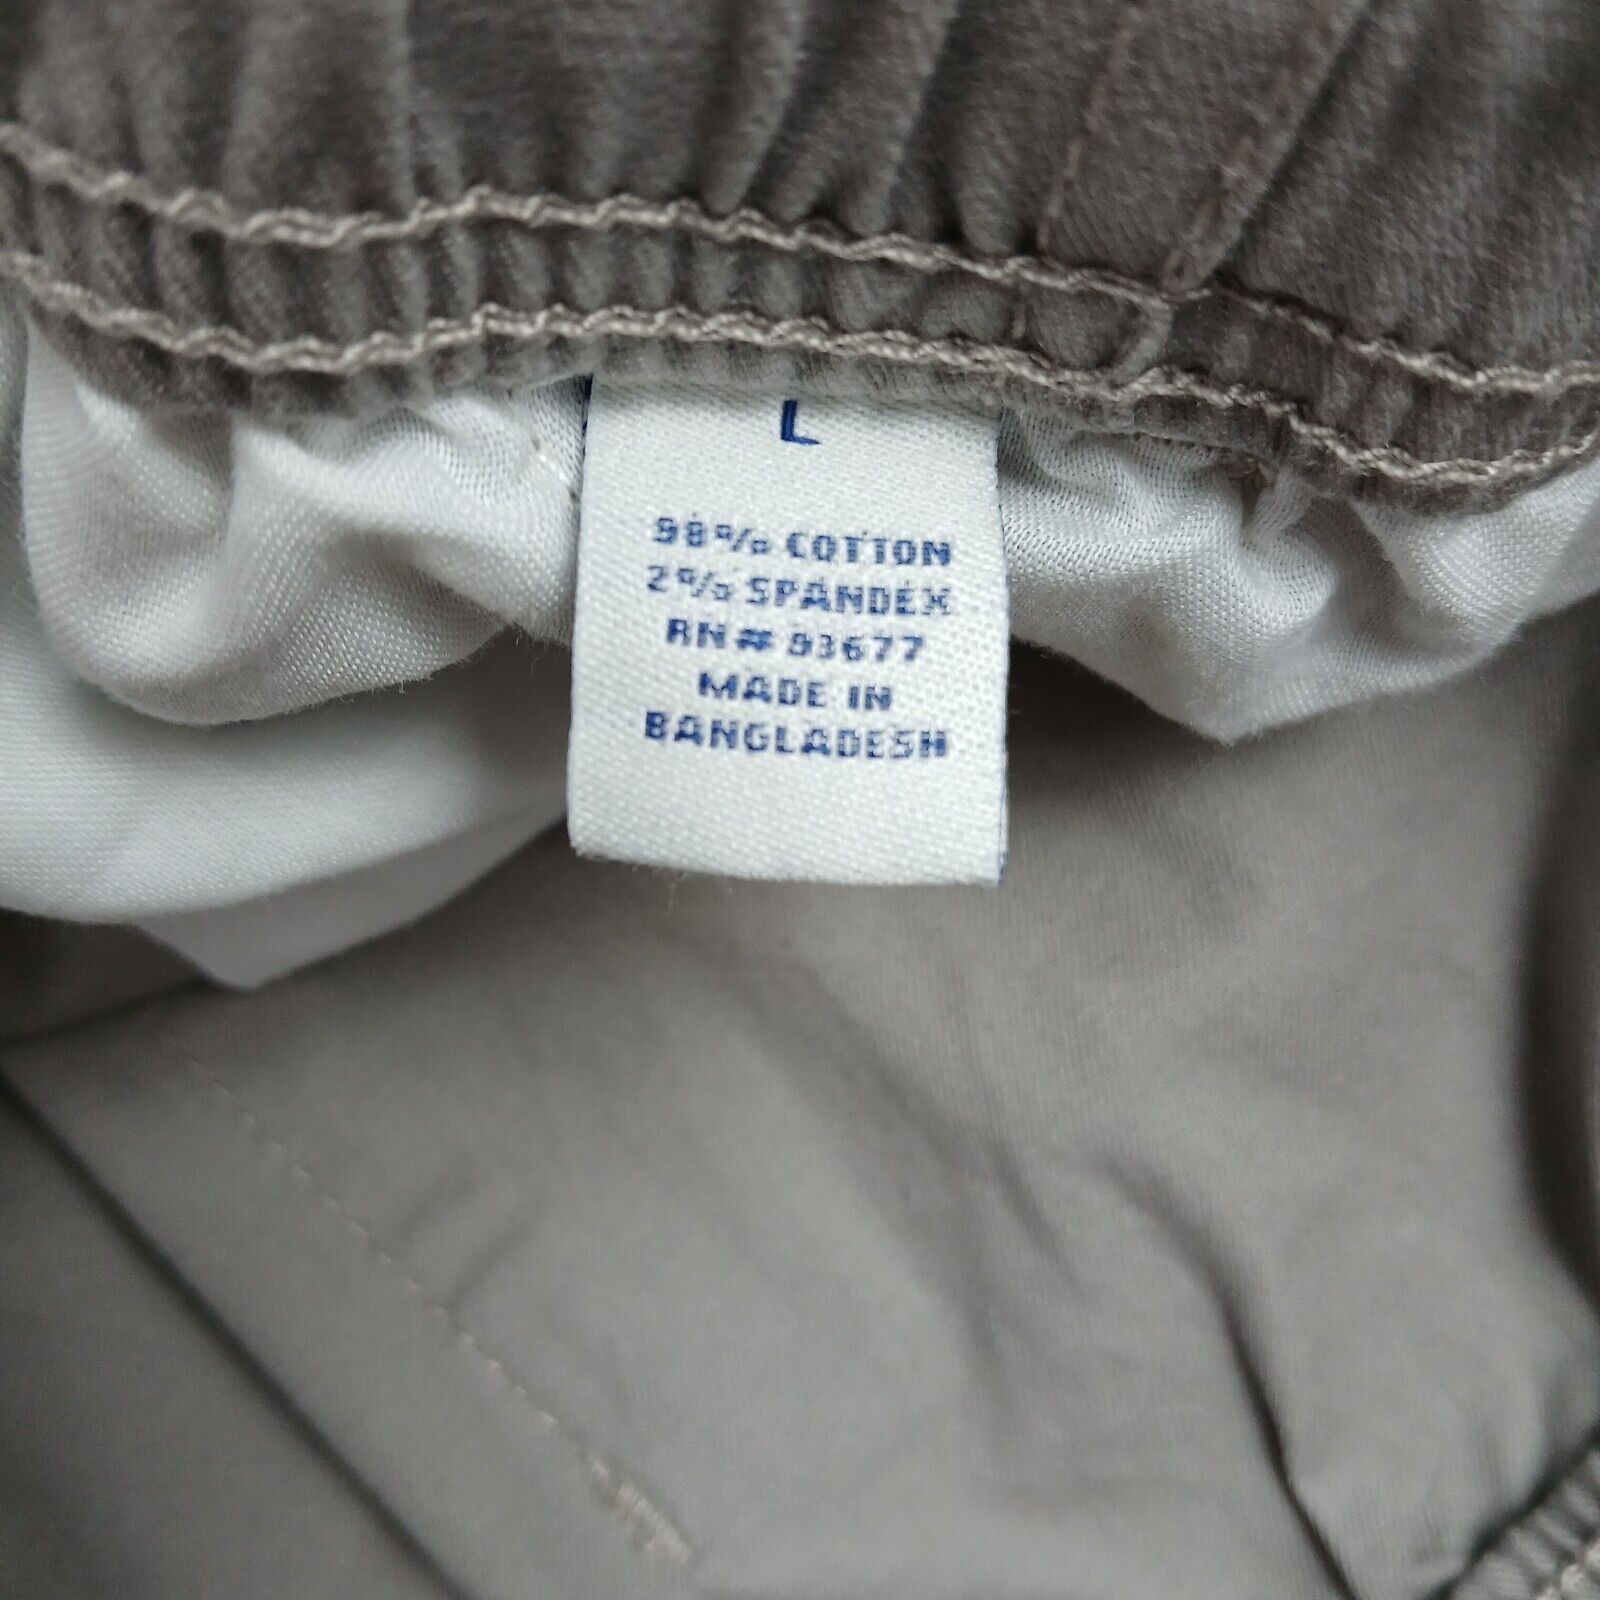 L
98% COTTON
2% SPANDEX
RN# 93677
MADE IN
BANGLADESH